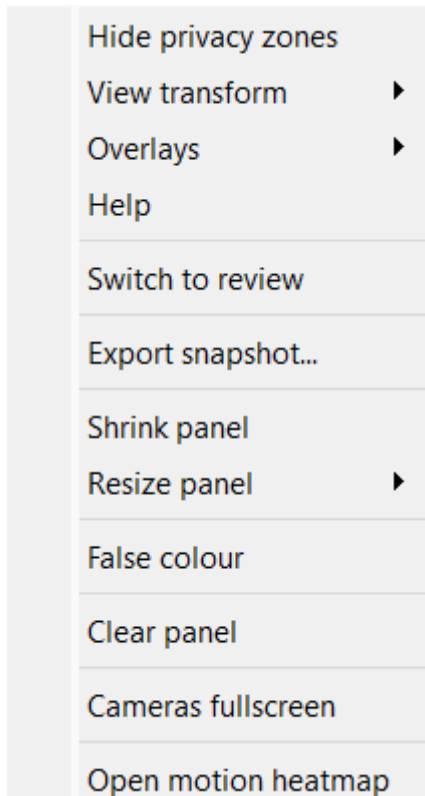 Hide privacy zones
View transform
Overlays
Help
Switch to review
Export snapshot...
Shrink panel
Resize panel
False colour
Clear panel
Cameras fullscreen
Open motion heatmap